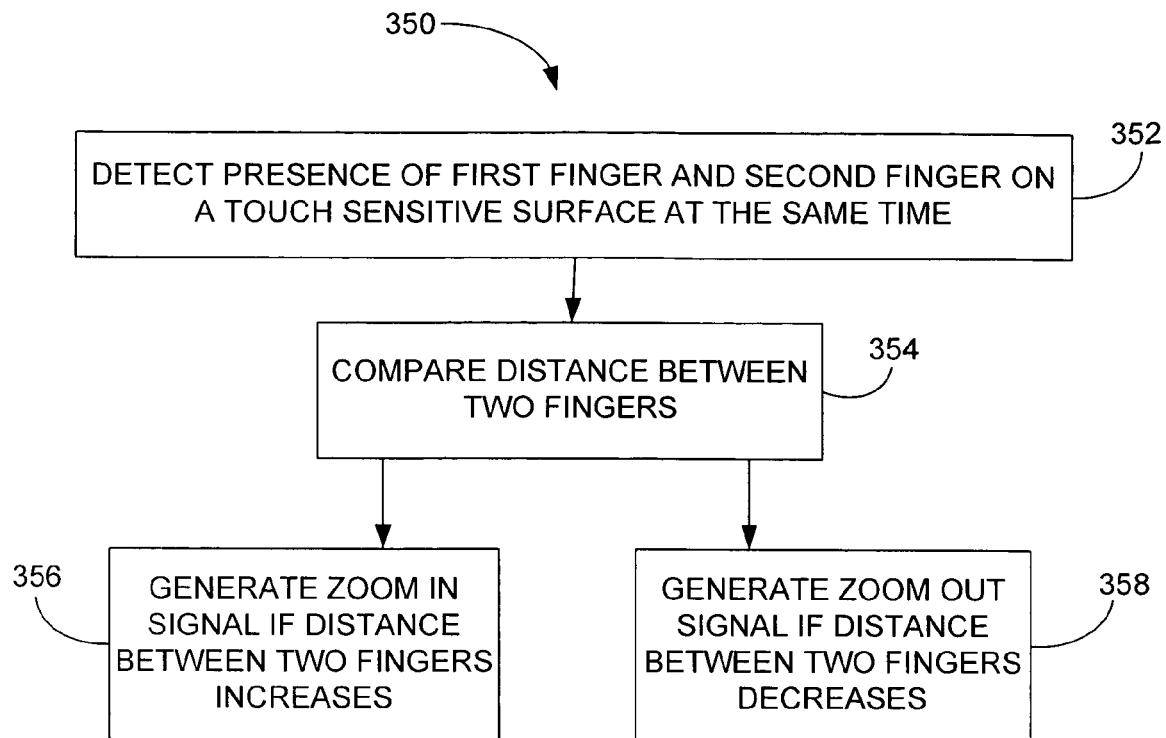 350
352
DETECT PRESENCE OF FIRST FINGER AND SECOND FINGER ON
A TOUCH SENSITIVE SURFACE AT THE SAME TIME
354
COMPARE DISTANCE BETWEEN
TWO FINGERS
356
GENERATE ZOOM IN
SIGNAL IF DISTANCE
BETWEEN TWO FINGERS
INCREASES
GENERATE ZOOM OUT
SIGNAL IF DISTANCE
BETWEEN TWO FINGERS
DECREASES
358